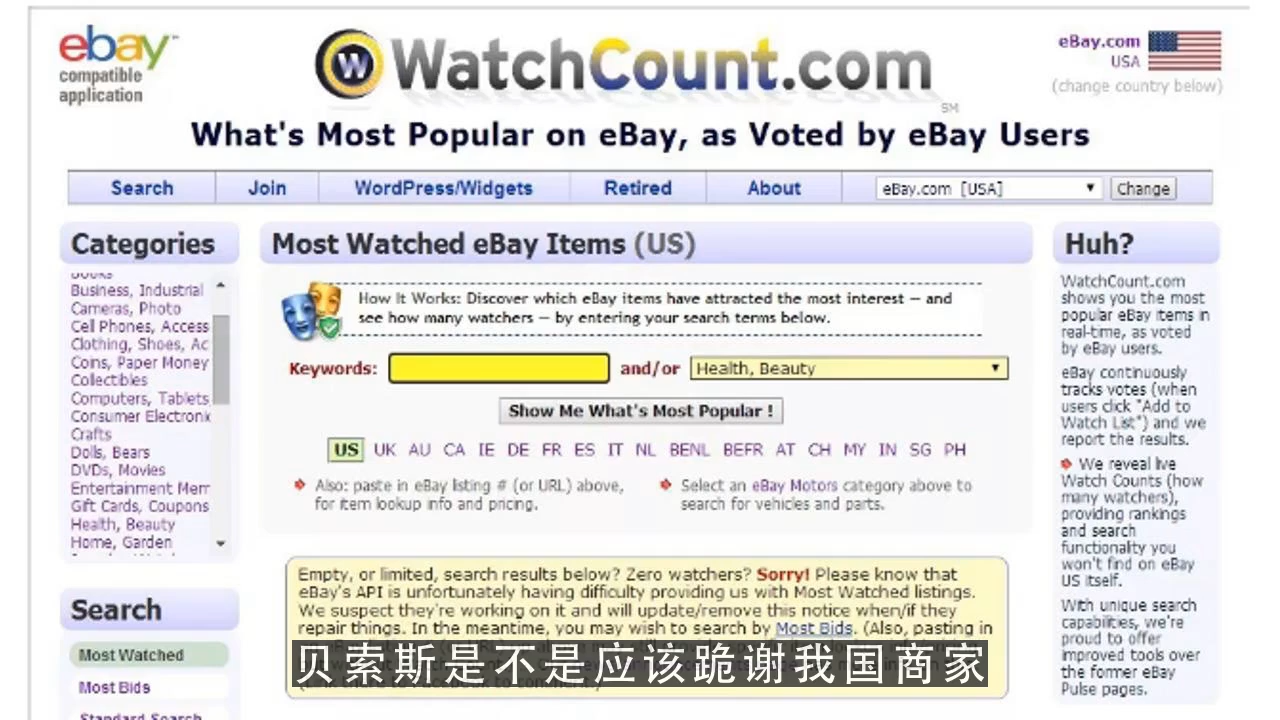 ebay™
compatible
application
WatchCount.com
SM
eBay.com
USA
(change country below)
What's Most Popular on eBay, as Voted by eBay Users
Search Join WordPress/Widgets Retired About eBay.com [USA] Change
Categories
Books
Business, Industrial
Cameras, Photo
Cell Phones, Access
Clothing, Shoes, Ac
Coins, Paper Money
Collectibles
Computers, Tablets,
Consumer Electronic
Crafts
Dolls, Bears
DVDs, Movies
Entertainment Mem
Gift Cards, Coupons
Health, Beauty
Home, Garden
Search
Most Watched
Most Bids
Standard Search
Most Watched eBay Items (US)
How It Works: Discover which eBay items have attracted the most interest — and
see how many watchers — by entering your search terms below.
Keywords: and/or Health, Beauty
Show Me What's Most Popular !
US UK AU CA IE DE FR ES IT NL BENL BEFR AT CH MY IN SG PH
Also: paste in eBay listing # (or URL) above,
for item lookup info and pricing.
Select an eBay Motors category above to
search for vehicles and parts.
Empty, or limited, search results below? Zero watchers? Sorry! Please know that
eBay's API is unfortunately having difficulty providing us with Most Watched listings.
We suspect they're working on it and will update/remove this notice when/if they
repair things. In the meantime, you may wish to search by Most Bids. (Also, pasting in
贝索斯是不是应该跪谢我国商家
Huh?
WatchCount.com
shows you the most
popular eBay items in
real-time, as voted
by eBay users.
eBay continuously
tracks votes (when
users click "Add to
Watch List") and we
report the results.
We reveal live
Watch Counts (how
many watchers),
providing rankings
and search
functionality you
won't find on eBay
US itself.
With unique search
capabilities, we're
proud to offer
improved tools over
the former eBay
Pulse pages.